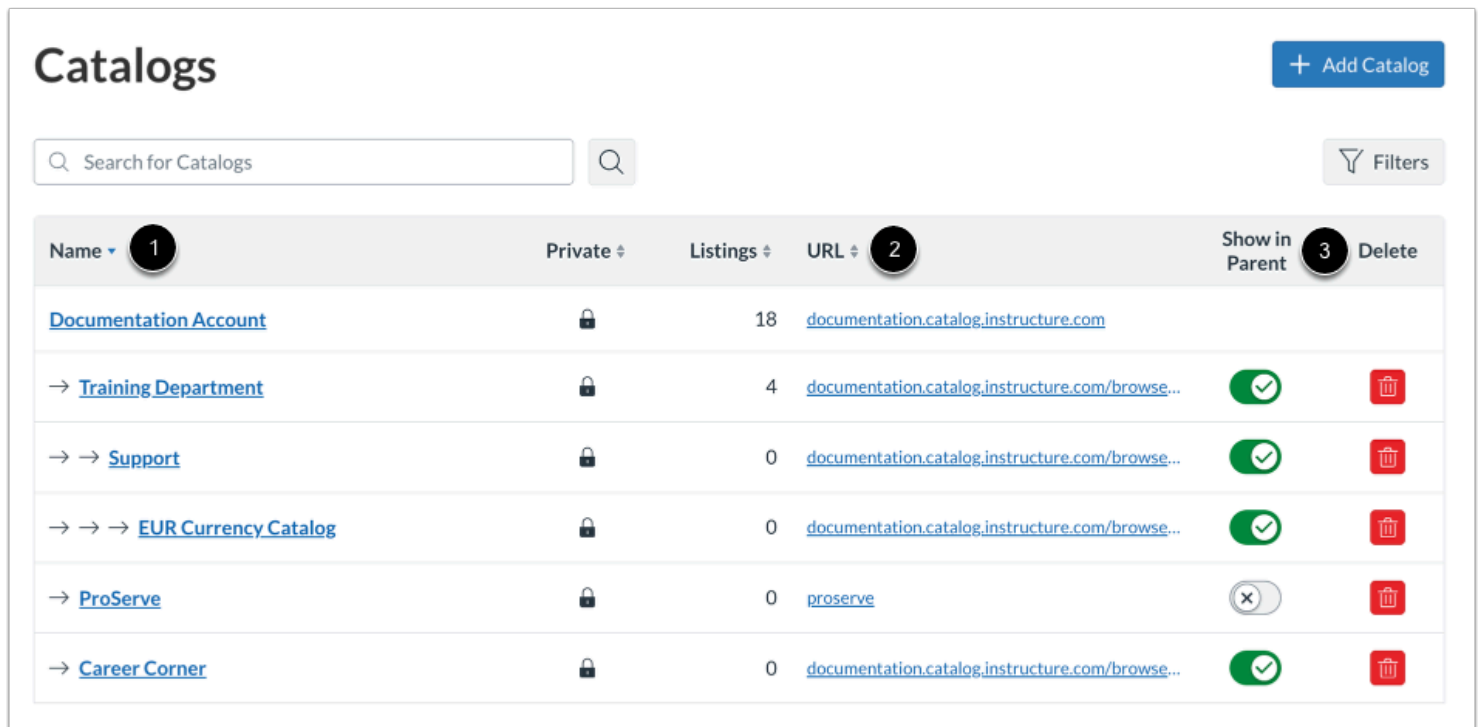 Catalogs
+ Add Catalog
Search for Catalogs
Filters
Name 1 Private Listings URL 2 Show in Parent 3 Delete
Documentation Account 18 documentation.catalog.instructure.com
→ Training Department 4 documentation.catalog.instructure.com/browse...
→ → Support 0 documentation.catalog.instructure.com/browse...
→ → → EUR Currency Catalog 0 documentation.catalog.instructure.com/browse...
→ ProServe 0 proserve
→ Career Corner 0 documentation.catalog.instructure.com/browse...